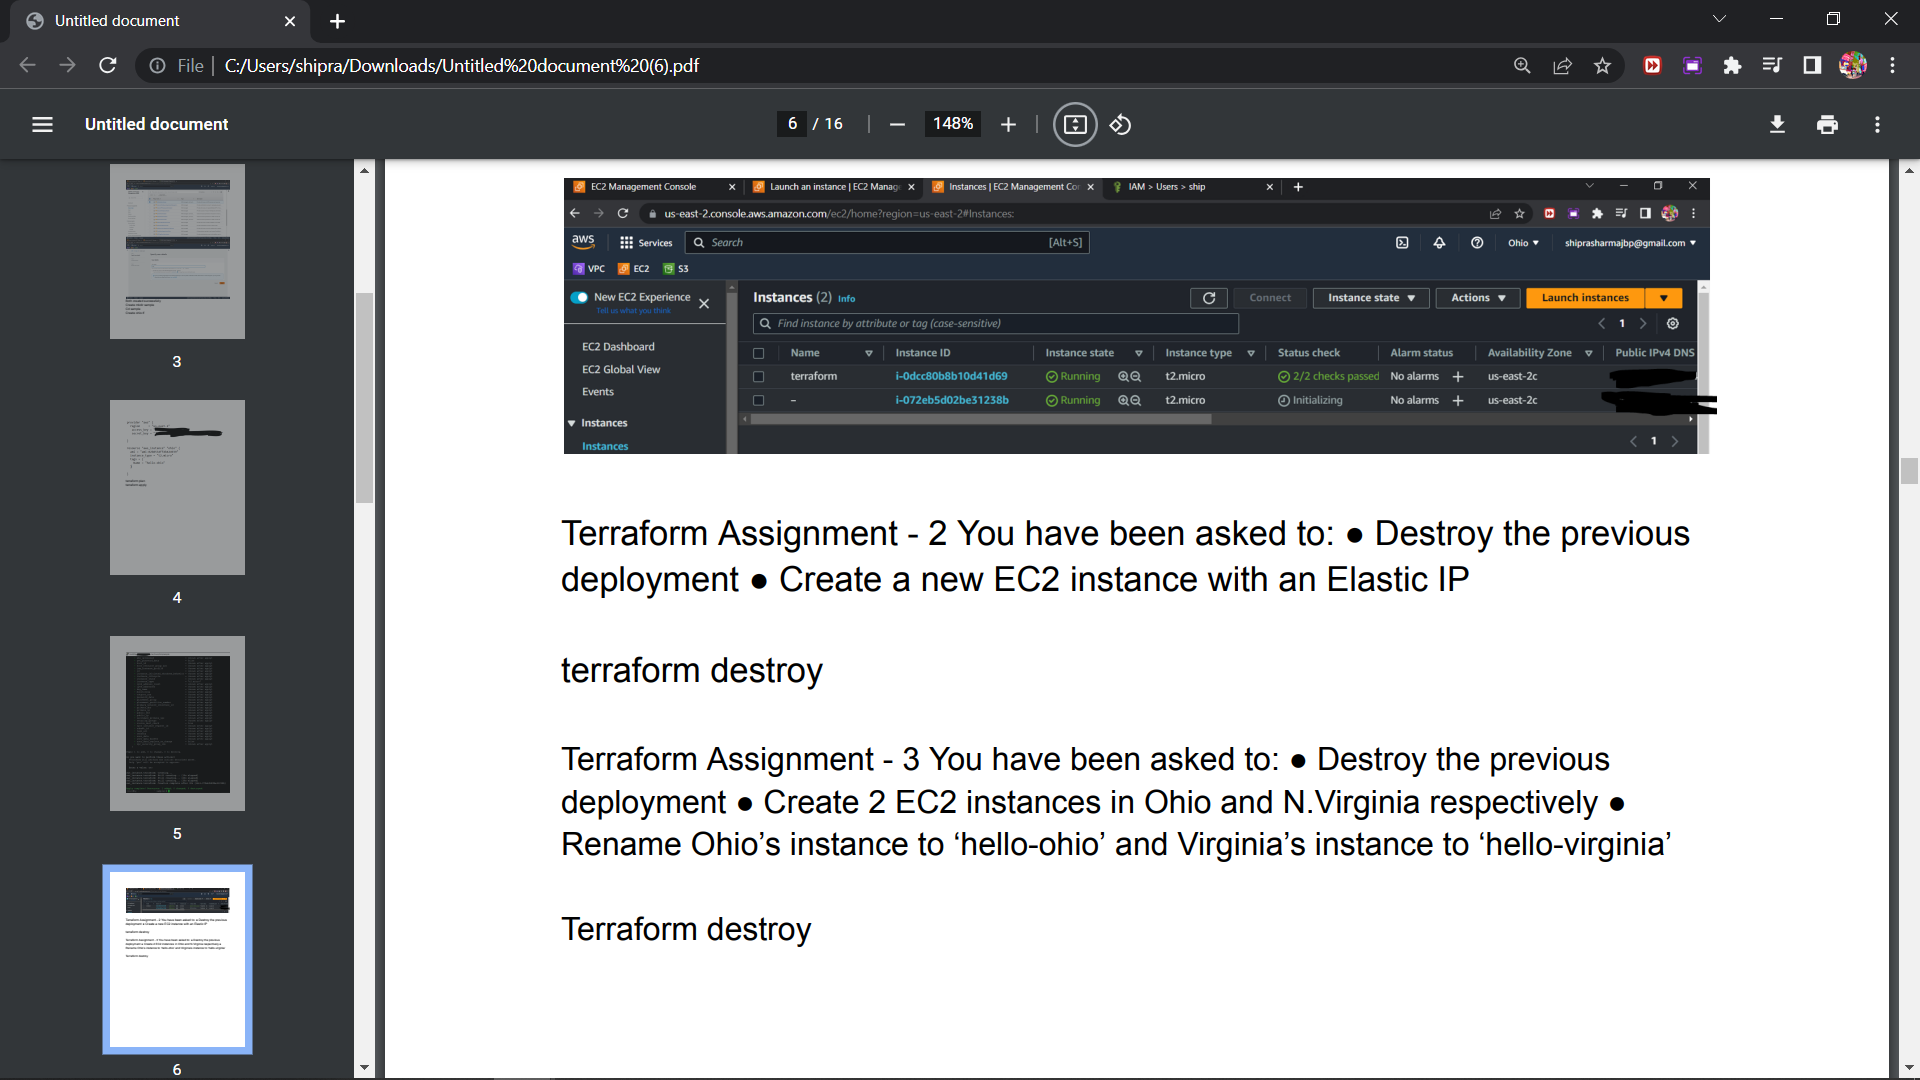 Untitled document
File
C:/Users/shipra/Downloads/Untitled%20document%20(6).pdf
Untitled document
6 / 16
148%
3
4
5
6
EC2 Management Console
Launch an instance | EC2 Manag
Instances | EC2 Management Co
IAM > Users > ship
us-east-2.console.aws.amazon.com/ec2/home?region=us-east-2#Instances:
aws
Services
Search
[Alt+S]
Ohio
shiprasharmajbp@gmail.com
VPC
EC2
S3
New EC2 Experience
Tell us what you think
EC2 Dashboard
EC2 Global View
Events
Instances
Instances
Instances (2) Info
Connect
Instance state
Actions
Launch instances
Find instance by attribute or tag (case-sensitive)
1
Name Instance ID Instance state Instance type Status check Alarm status Availability Zone Public IPv4 DNS
terraform i-0dcc80b8b10d41d69 Running t2.micro 2/2 checks passed No alarms + us-east-2c
– i-072eb5d02be31238b Running t2.micro Initializing No alarms + us-east-2c
1
Terraform Assignment - 2 You have been asked to: ● Destroy the previous
deployment ● Create a new EC2 instance with an Elastic IP
terraform destroy
Terraform Assignment - 3 You have been asked to: ● Destroy the previous
deployment ● Create 2 EC2 instances in Ohio and N.Virginia respectively ●
Rename Ohio’s instance to ‘hello-ohio’ and Virginia’s instance to ‘hello-virginia’
Terraform destroy